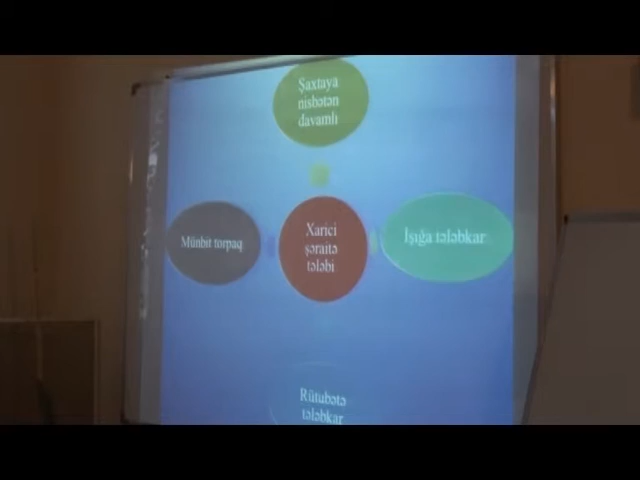 Şaxtaya
nisbətən
davamlı
Münbit torpaq
Xarici
şəraitə
tələbi
İşığa tələbkar
Rütubətə
tələbkar